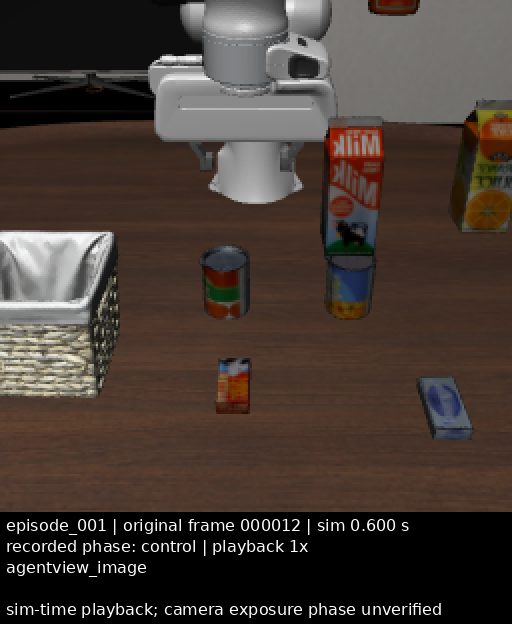 Milk
Milk
episode_001 | original frame 000012 | sim 0.600 s
recorded phase: control | playback 1x
agentview_image
sim-time playback; camera exposure phase unverified